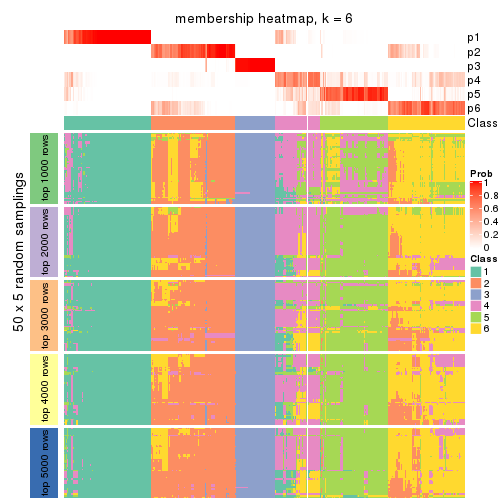 membership heatmap, k = 6
p1
p2
p3
p4
p5
p6
Class
50 x 5 random samplings
top 1000 rows
top 2000 rows
top 3000 rows
top 4000 rows
top 5000 rows
Prob
1
0.8
0.6
0.4
0.2
0
Class
1
2
3
4
5
6